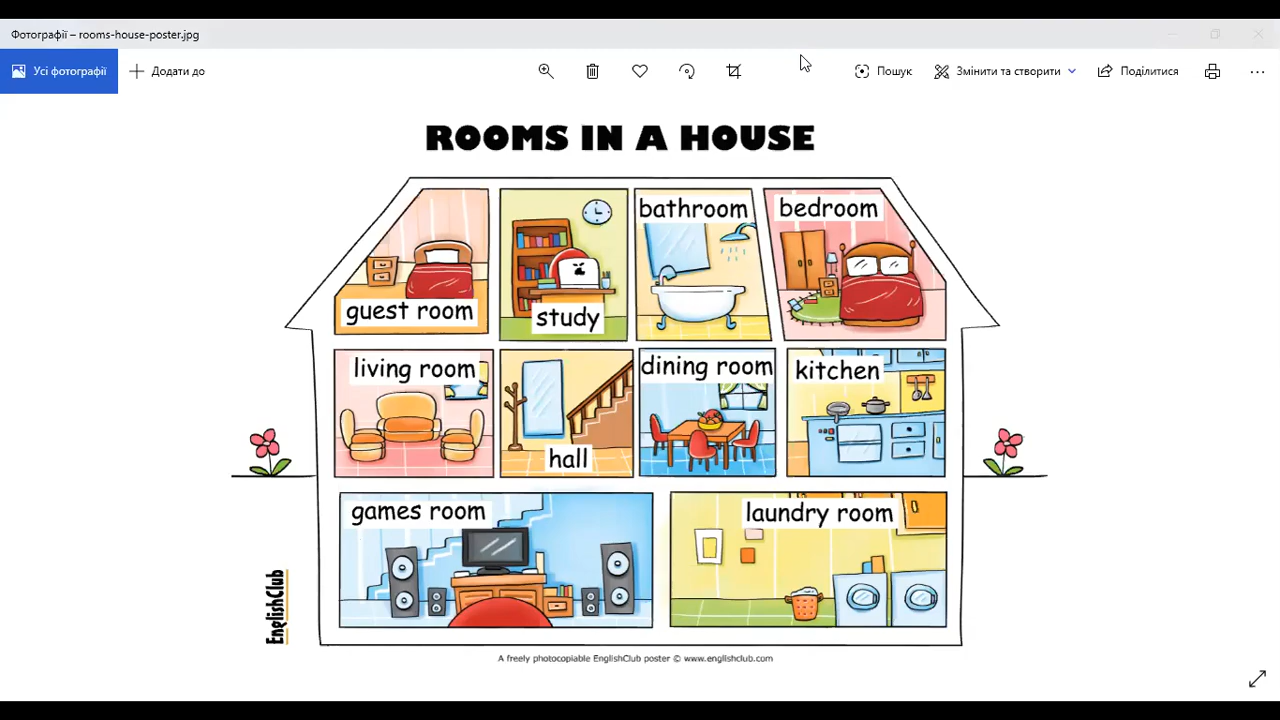 Фотографії – rooms-house-poster.jpg
Усі фотографії
Додати до
Пошук
Змінити та створити
Поділитися
ROOMS IN A HOUSE
guest room
study
bathroom
bedroom
living room
hall
dining room
kitchen
games room
laundry room
EnglishClub
A freely photocopiable EnglishClub poster © www.englishclub.com